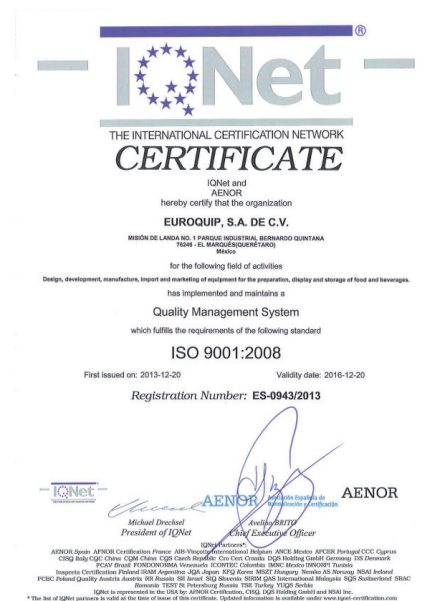 ®
IQNet
THE INTERNATIONAL CERTIFICATION NETWORK
CERTIFICATE
IQNet and
AENOR
hereby certify that the organization
EUROQUIP, S.A. DE C.V.
MISIÓN DE LANDA NO. 1 PARQUE INDUSTRIAL BERNARDO QUINTANA
76246 - EL MARQUÉS(QUERÉTARO)
México
for the following field of activities
Design, development, manufacture, import and marketing of equipment for the preparation, display and storage of food and beverages.
has implemented and maintains a
Quality Management System
which fulfills the requirements of the following standard
ISO 9001:2008
First issued on: 2013-12-20 Validity date: 2016-12-20
Registration Number: ES-0943/2013
IQNet
AENOR Asociación Española de
Normalización y Certificación
AENOR
Michael Drechsel Avelino BRITO
President of IQNet Chief Executive Officer
IQNet Partners*:
AENOR Spain AFNOR Certification France AIB-Vinçotte International Belgium ANCE Mexico APCER Portugal CCC Cyprus
CISQ Italy CQC China CQM China CQS Czech Republic Cro Cert Croatia DQS Holding GmbH Germany DS Denmark
FCAV Brazil FONDONORMA Venezuela ICONTEC Colombia IMNC Mexico INNORPI Tunisia
Inspecta Certification Finland IRAM Argentina JQA Japan KFQ Korea MSZT Hungary Nemko AS Norway NSAI Ireland
PCBC Poland Quality Austria Austria RR Russia SII Israel SIQ Slovenia SIRIM QAS International Malaysia SQS Switzerland SRAC
Romania TEST St Petersburg Russia TSE Turkey YUQS Serbia
IQNet is represented in the USA by: AFNOR Certification, CISQ, DQS Holding GmbH and NSAI Inc.
* The list of IQNet partners is valid at the time of issue of this certificate. Updated information is available under www.iqnet-certification.com